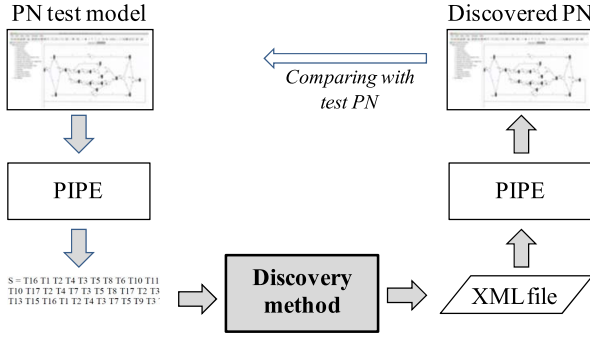 PN test model
Discovered PN
Comparing with
test PN
PIPE
PIPE
S = T16 T1 T2 T4 T3 T5 T8 T6 T10 T11
T10 T17 T2 T4 T7 T3 T5 T8 T17 T2 T3
T13 T15 T16 T1 T2 T4 T3 T7 T5 T9 T3
Discovery
method
XML file